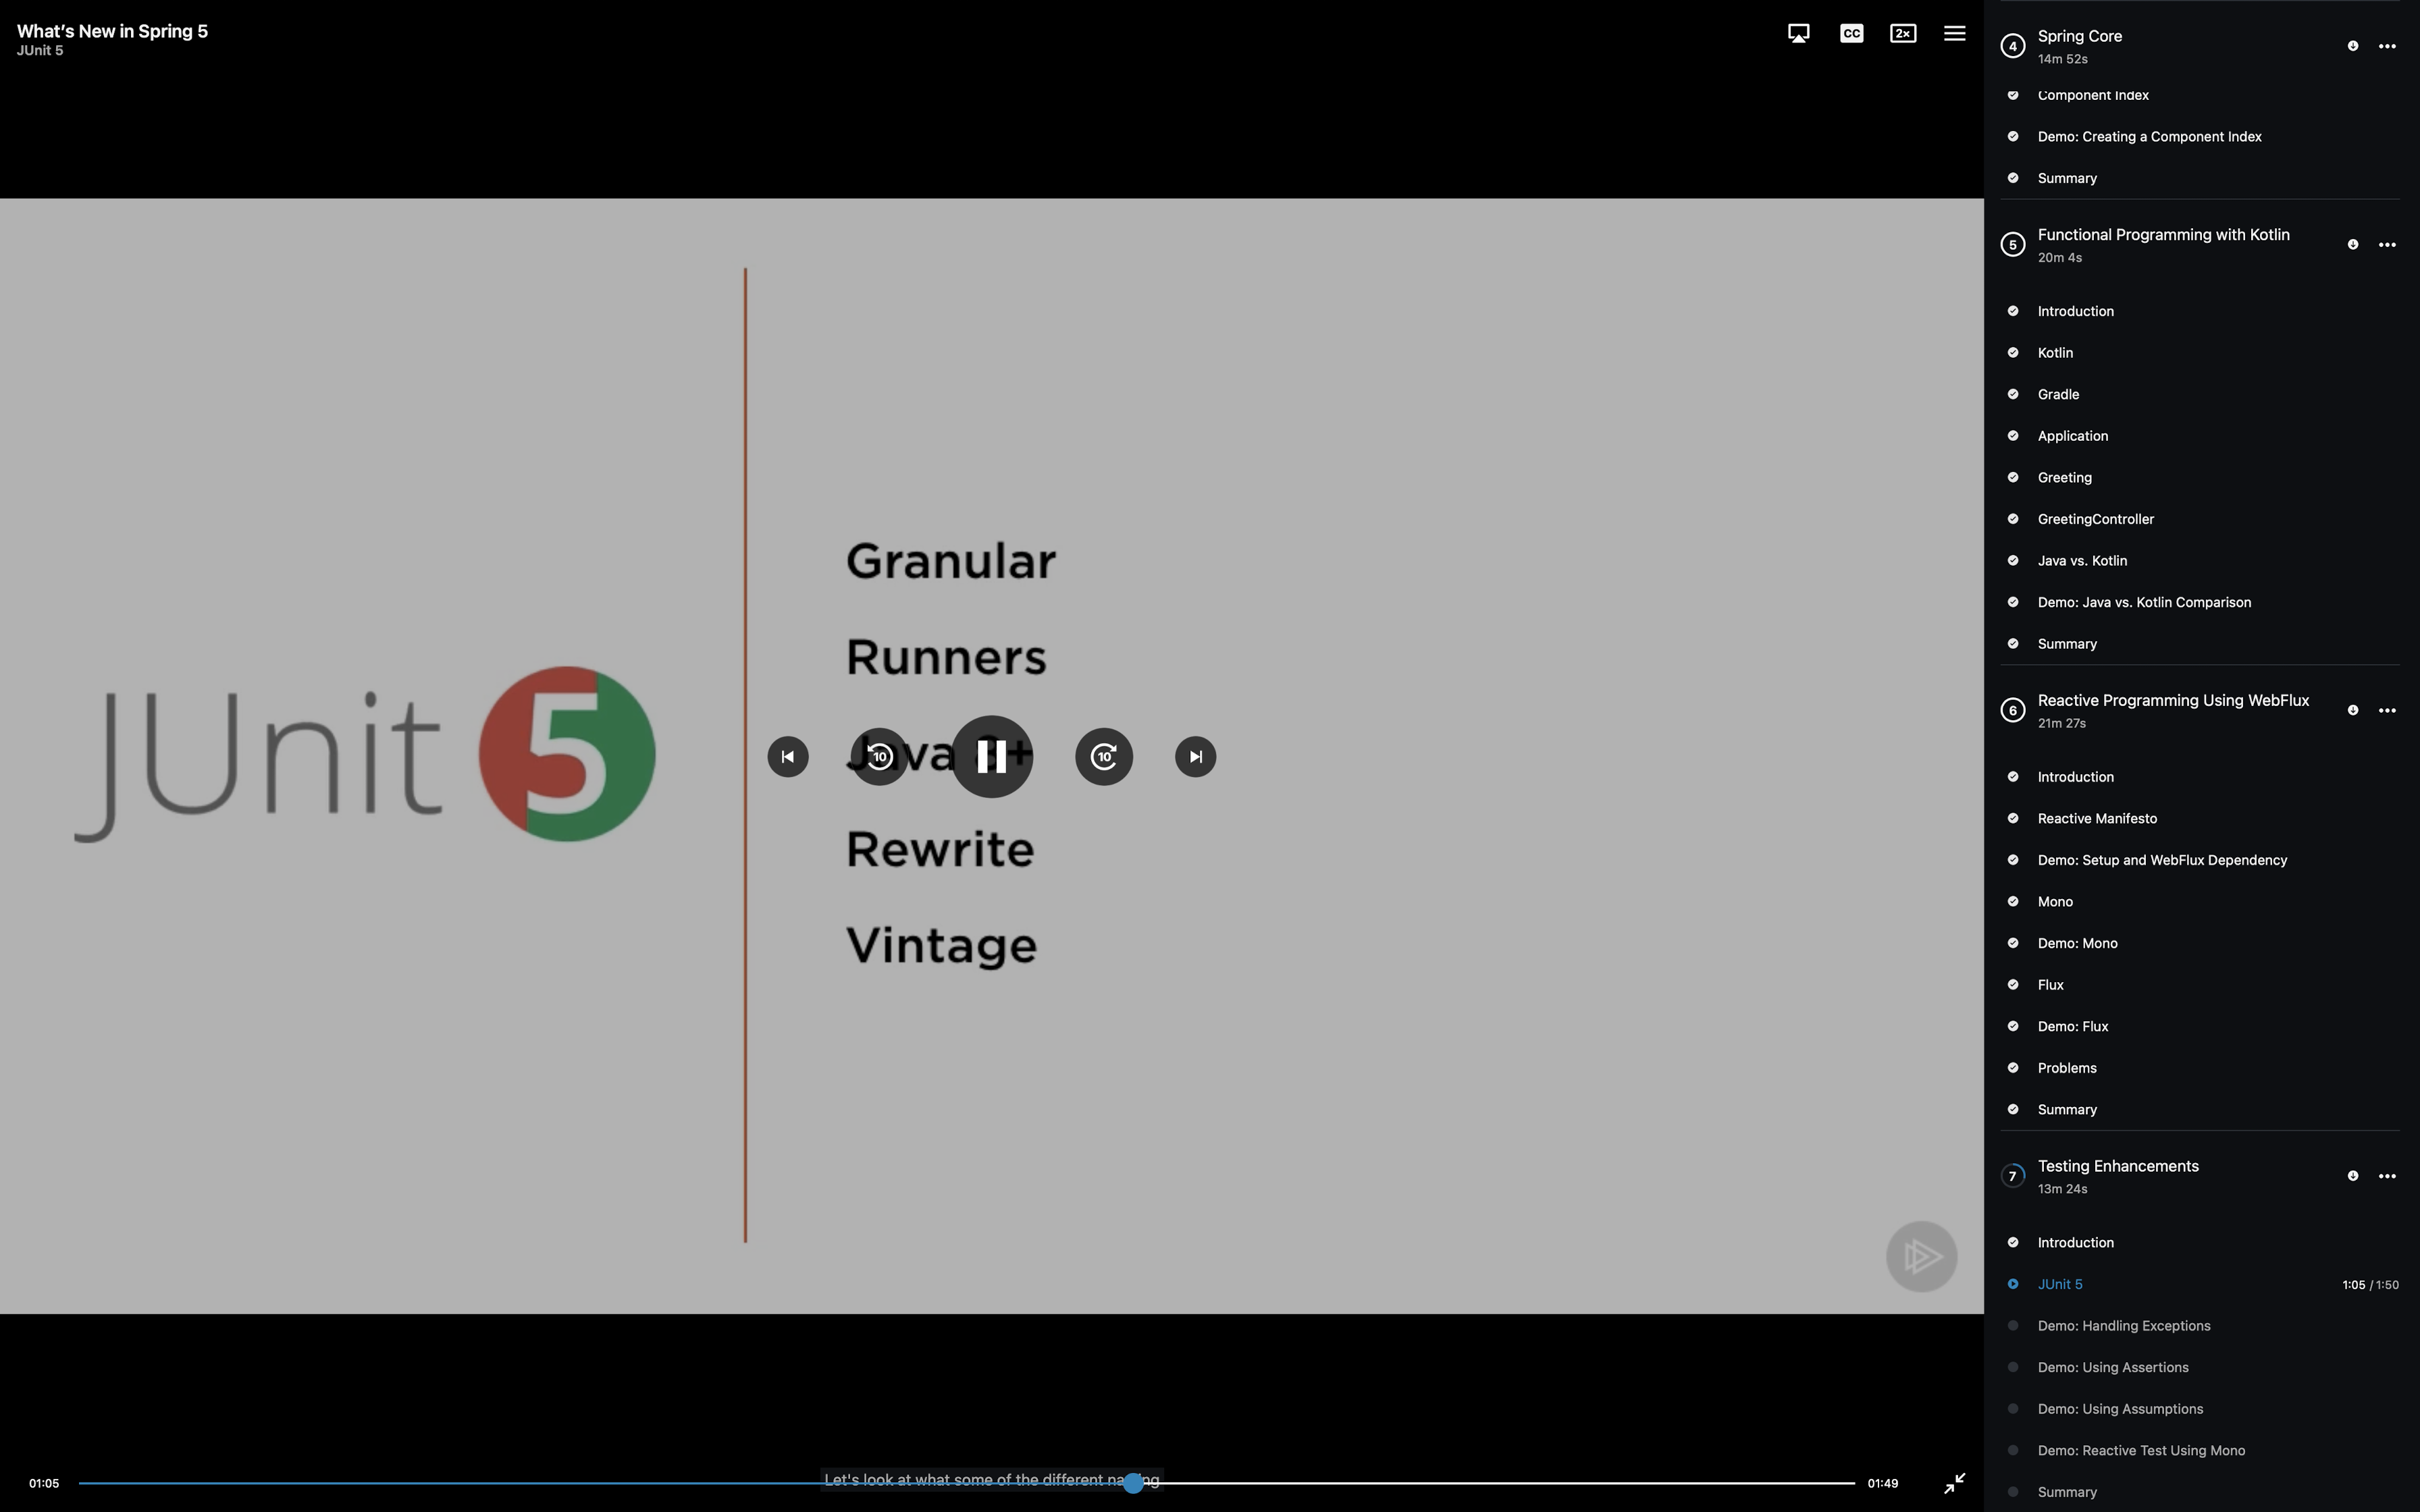 What's New in Spring 5
JUnit 5
CC
2×
Granular
Runners
Java 8+
Rewrite
Vintage
JUnit 5
10
10
Let's look at what some of the different
01:05
01:49
4
Spring Core
14m 52s
Component Index
Demo: Creating a Component Index
Summary
5
Functional Programming with Kotlin
20m 4s
Introduction
Kotlin
Gradle
Application
Greeting
GreetingController
Java vs. Kotlin
Demo: Java vs. Kotlin Comparison
Summary
6
Reactive Programming Using WebFlux
21m 27s
Introduction
Reactive Manifesto
Demo: Setup and WebFlux Dependency
Mono
Demo: Mono
Flux
Demo: Flux
Problems
Summary
7
Testing Enhancements
13m 24s
Introduction
JUnit 5 1:05 / 1:50
Demo: Handling Exceptions
Demo: Using Assertions
Demo: Using Assumptions
Demo: Reactive Test Using Mono
Summary